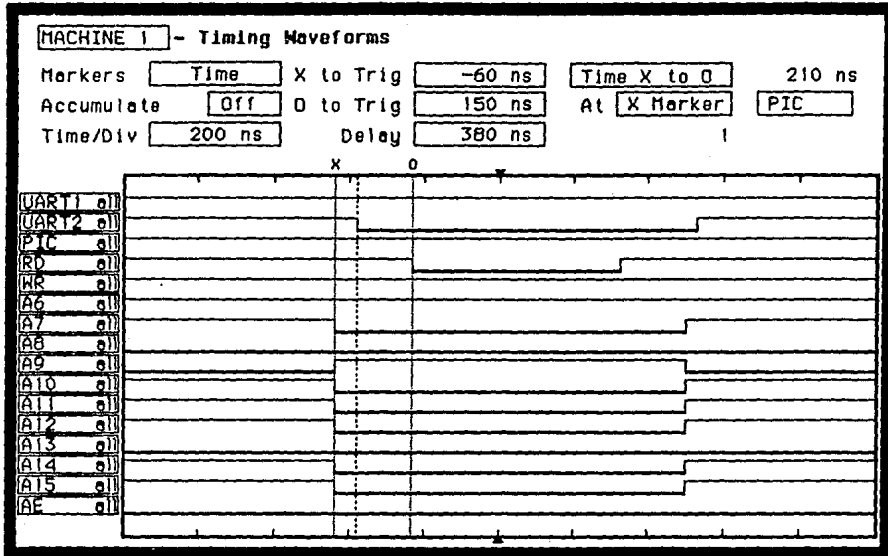 MACHINE 1 - Timing Waveforms
Markers Time X to Trig -60 ns Time X to O 210 ns
Accumulate Off O to Trig 150 ns At X Marker PIC
Time/Div 200 ns Delay 380 ns 1
X O
UART1 all
UART2 all
PIC all
RD all
WR all
A6 all
A7 all
A8 all
A9 all
A10 all
A11 all
A12 all
A13 all
A14 all
A15 all
AE all